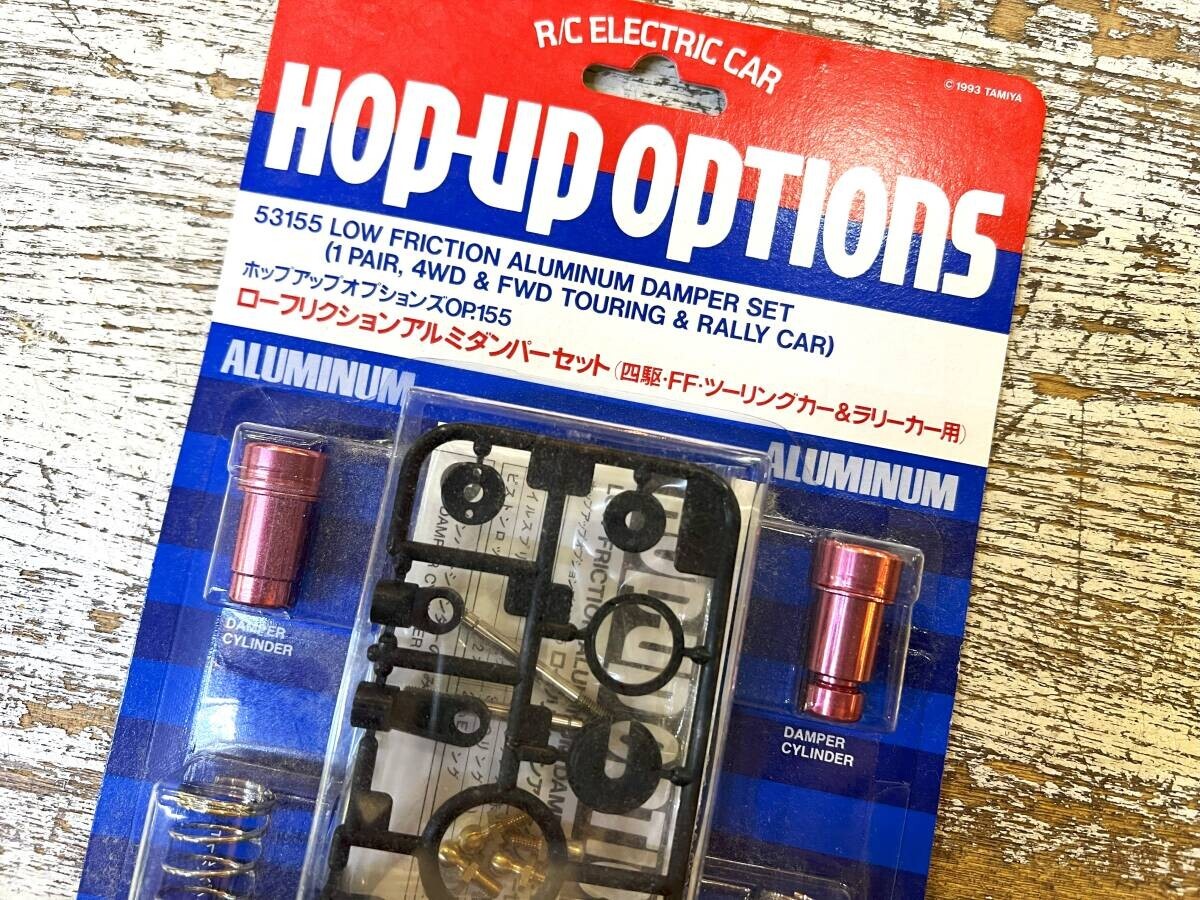 R/C ELECTRIC CAR
© 1993 TAMIYA
HOP-UP OPTIONS
53155 LOW FRICTION ALUMINUM DAMPER SET
(1 PAIR, 4WD & FWD TOURING & RALLY CAR)
ホップアップオプションズOP.155
ローフリクションアルミダンパーセット(四駆・FF・ツーリングカー&ラリーカー用)
ALUMINUM
ALUMINUM
DAMPER
CYLINDER
DAMPER
CYLINDER